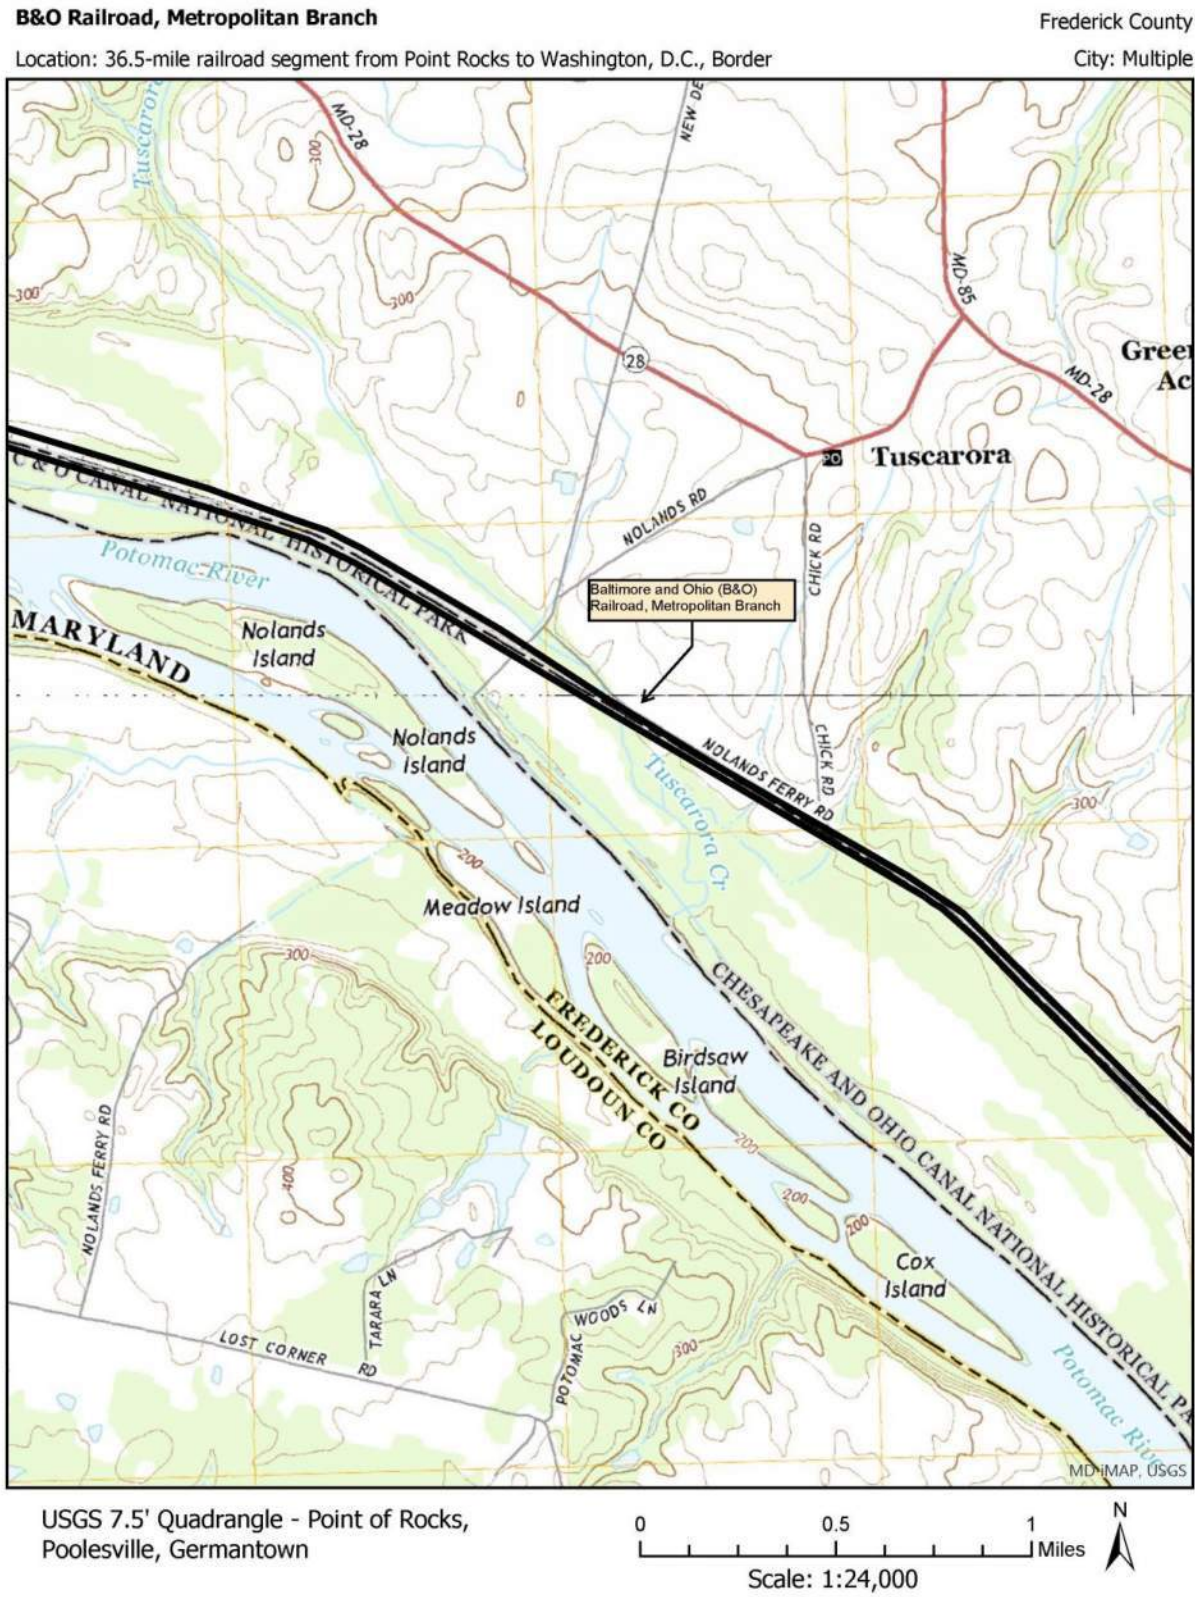 B&O Railroad, Metropolitan Branch
Frederick County
Location: 36.5-mile railroad segment from Point Rocks to Washington, D.C., Border
City: Multiple
Tuscarora
MD-28
300
NEW DE
300
300
MD-85
28
MD-28
Green
Ac
PO
Tuscarora
C & O CANAL NATIONAL HISTORICAL PARK
NOLANDS RD
CHICK RD
Potomac River
Baltimore and Ohio (B&O)
Railroad, Metropolitan Branch
MARYLAND
Nolands
Island
Nolands
Island
NOLANDS FERRY RD
CHICK RD
Tuscarora Cr
300
200
Meadow Island
300
200
CHESAPEAKE AND OHIO CANAL NATIONAL HISTORICAL PA
FREDERICK CO
LOUDOUN CO
Birdsaw
Island
200
NOLANDS FERRY RD
400
200
200
Cox
Island
TARARA LN
WOODS LN
POTOMAC
LOST CORNER RD
300
Potomac Rive
MD iMAP, USGS
USGS 7.5' Quadrangle - Point of Rocks,
Poolesville, Germantown
0 0.5 1
Miles
Scale: 1:24,000
N